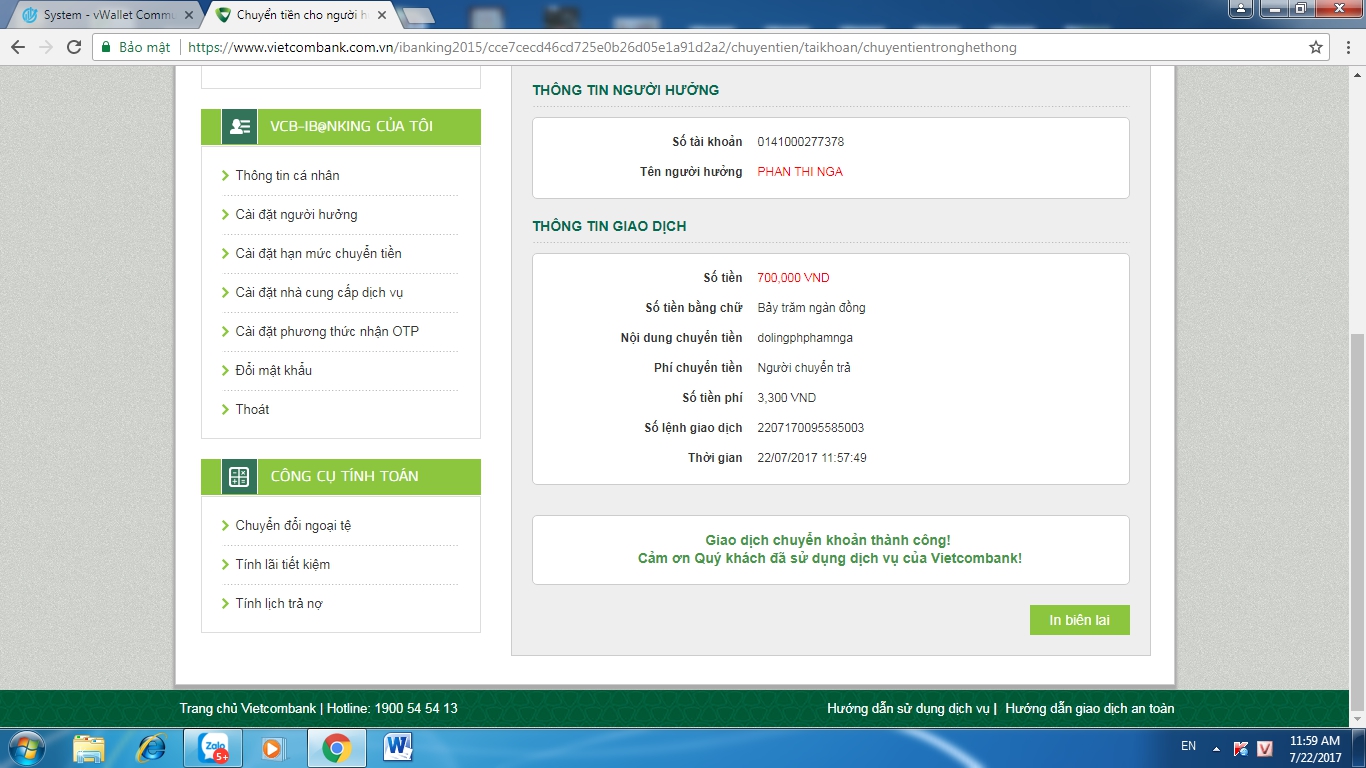 System - vWallet Commu
Chuyển tiền cho người h
Bảo mật
https://www.vietcombank.com.vn/ibanking2015/cce7cecd46cd725e0b26d05e1a91d2a2/chuyentien/taikhoan/chuyentientronghethong
VCB-IB@NKING CỦA TÔI
Thông tin cá nhân
Cài đặt người hưởng
Cài đặt hạn mức chuyển tiền
Cài đặt nhà cung cấp dịch vụ
Cài đặt phương thức nhận OTP
Đổi mật khẩu
Thoát
CÔNG CỤ TÍNH TOÁN
Chuyển đổi ngoại tệ
Tính lãi tiết kiệm
Tính lịch trả nợ
THÔNG TIN NGƯỜI HƯỞNG
Số tài khoản 0141000277378
Tên người hưởng PHAN THI NGA
THÔNG TIN GIAO DỊCH
Số tiền 700,000 VND
Số tiền bằng chữ Bảy trăm ngàn đồng
Nội dung chuyển tiền dolingphphamnga
Phí chuyển tiền Người chuyển trả
Số tiền phí 3,300 VND
Số lệnh giao dịch 2207170095585003
Thời gian 22/07/2017 11:57:49
Giao dịch chuyển khoản thành công!
Cảm ơn Quý khách đã sử dụng dịch vụ của Vietcombank!
In biên lai
Trang chủ Vietcombank | Hotline: 1900 54 54 13
Hướng dẫn sử dụng dịch vụ | Hướng dẫn giao dịch an toàn
Zalo
5+
W
EN
V
11:59 AM
7/22/2017